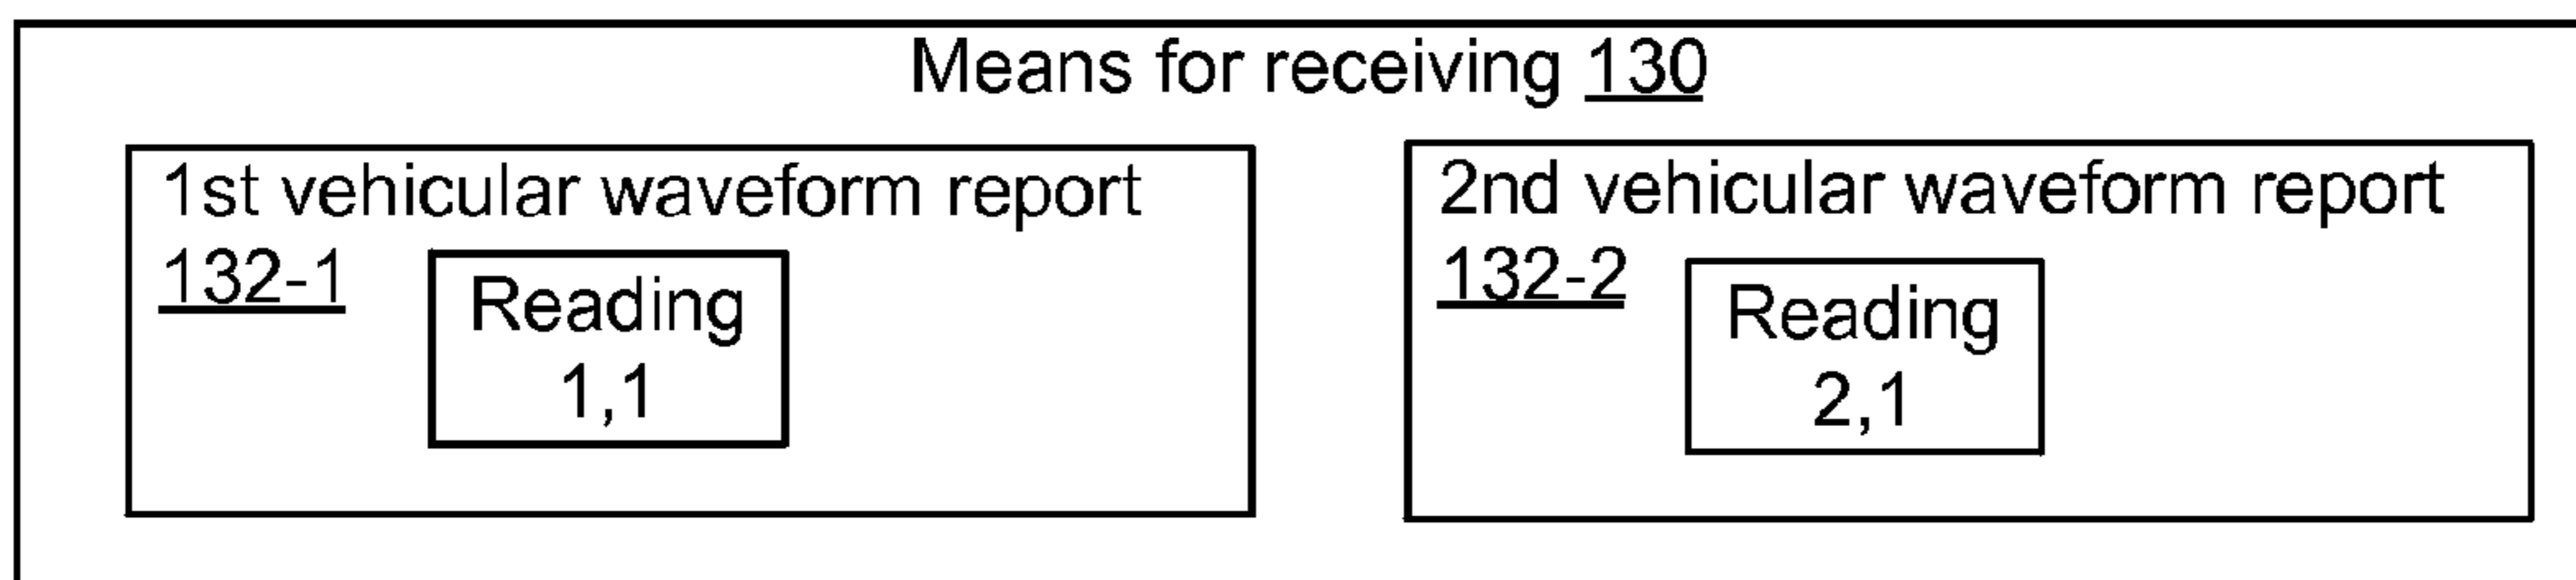 Means for receiving 130
1st vehicular waveform report
132-1
Reading
1,1
2nd vehicular waveform report
132-2
Reading
2,1